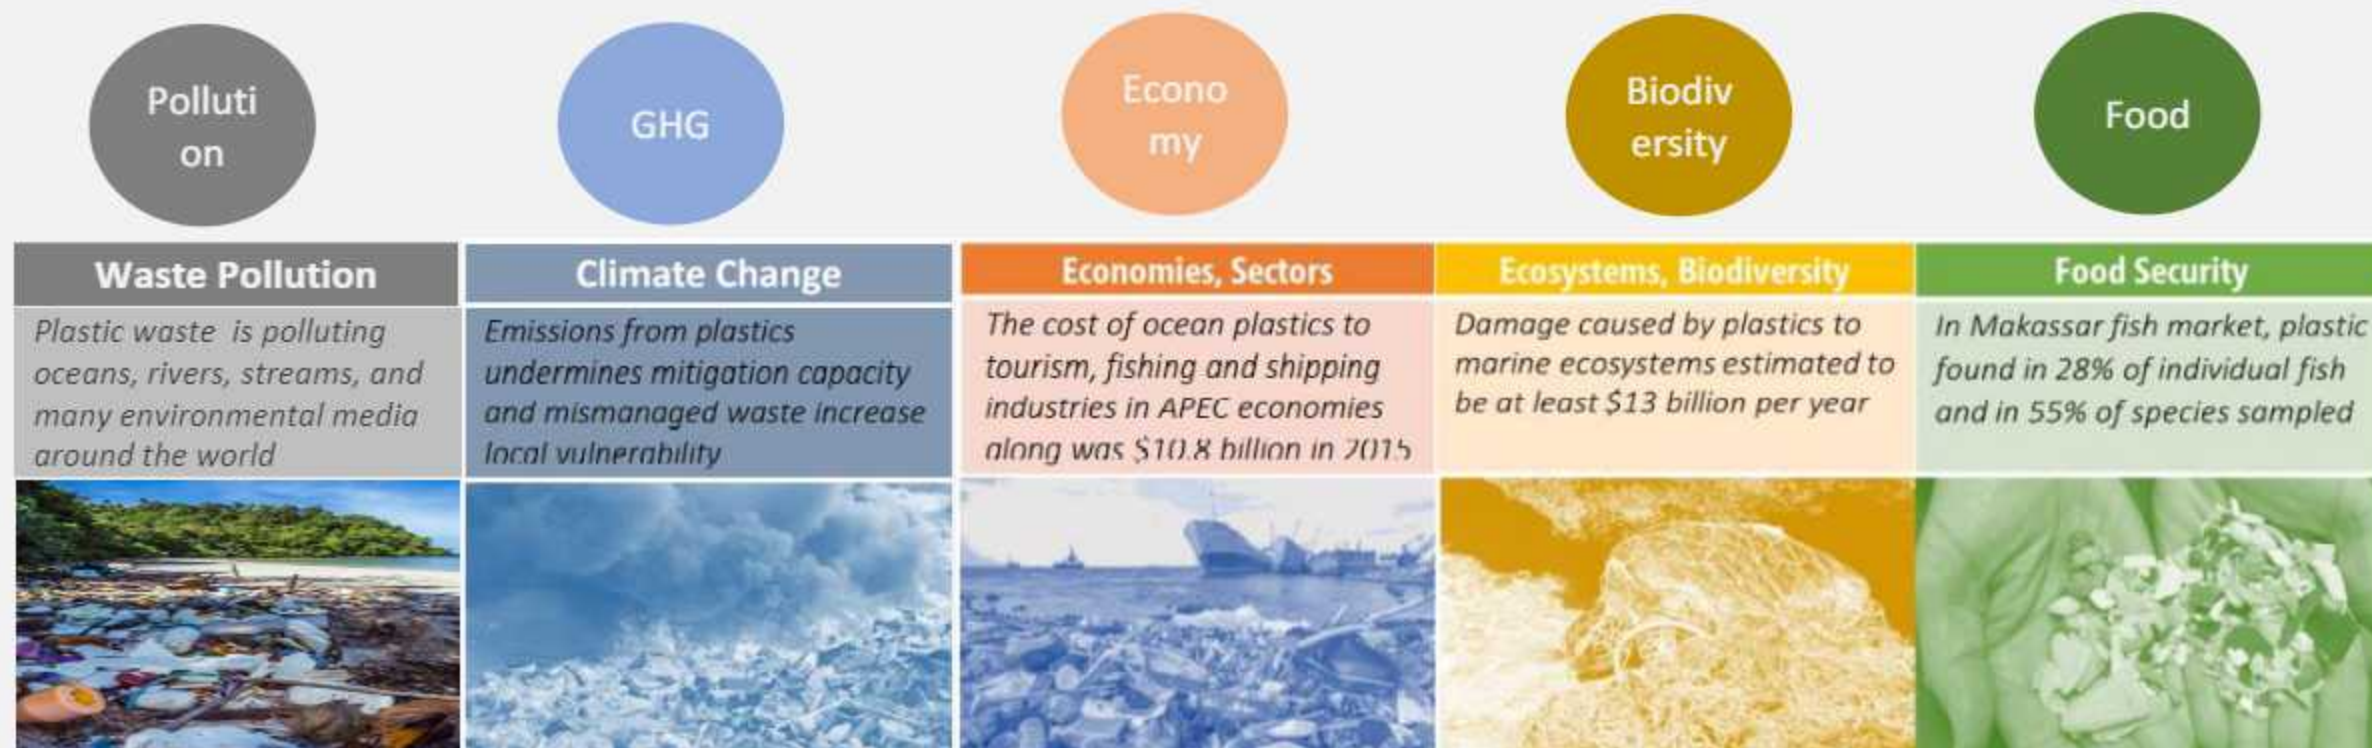 Polluti
on
GHG
Econo
my
Biodiv
ersity
Food
Waste Pollution
Plastic waste is polluting
oceans, rivers, streams, and
many environmental media
around the world
Climate Change
Emissions from plastics
undermines mitigation capacity
and mismanaged waste increase
local vulnerability
Economies, Sectors
The cost of ocean plastics to
tourism, fishing and shipping
industries in APEC economies
along was $10.8 billion in 2015
Ecosystems, Biodiversity
Damage caused by plastics to
marine ecosystems estimated to
be at least $13 billion per year
Food Security
In Makassar fish market, plastic
found in 28% of individual fish
and in 55% of species sampled